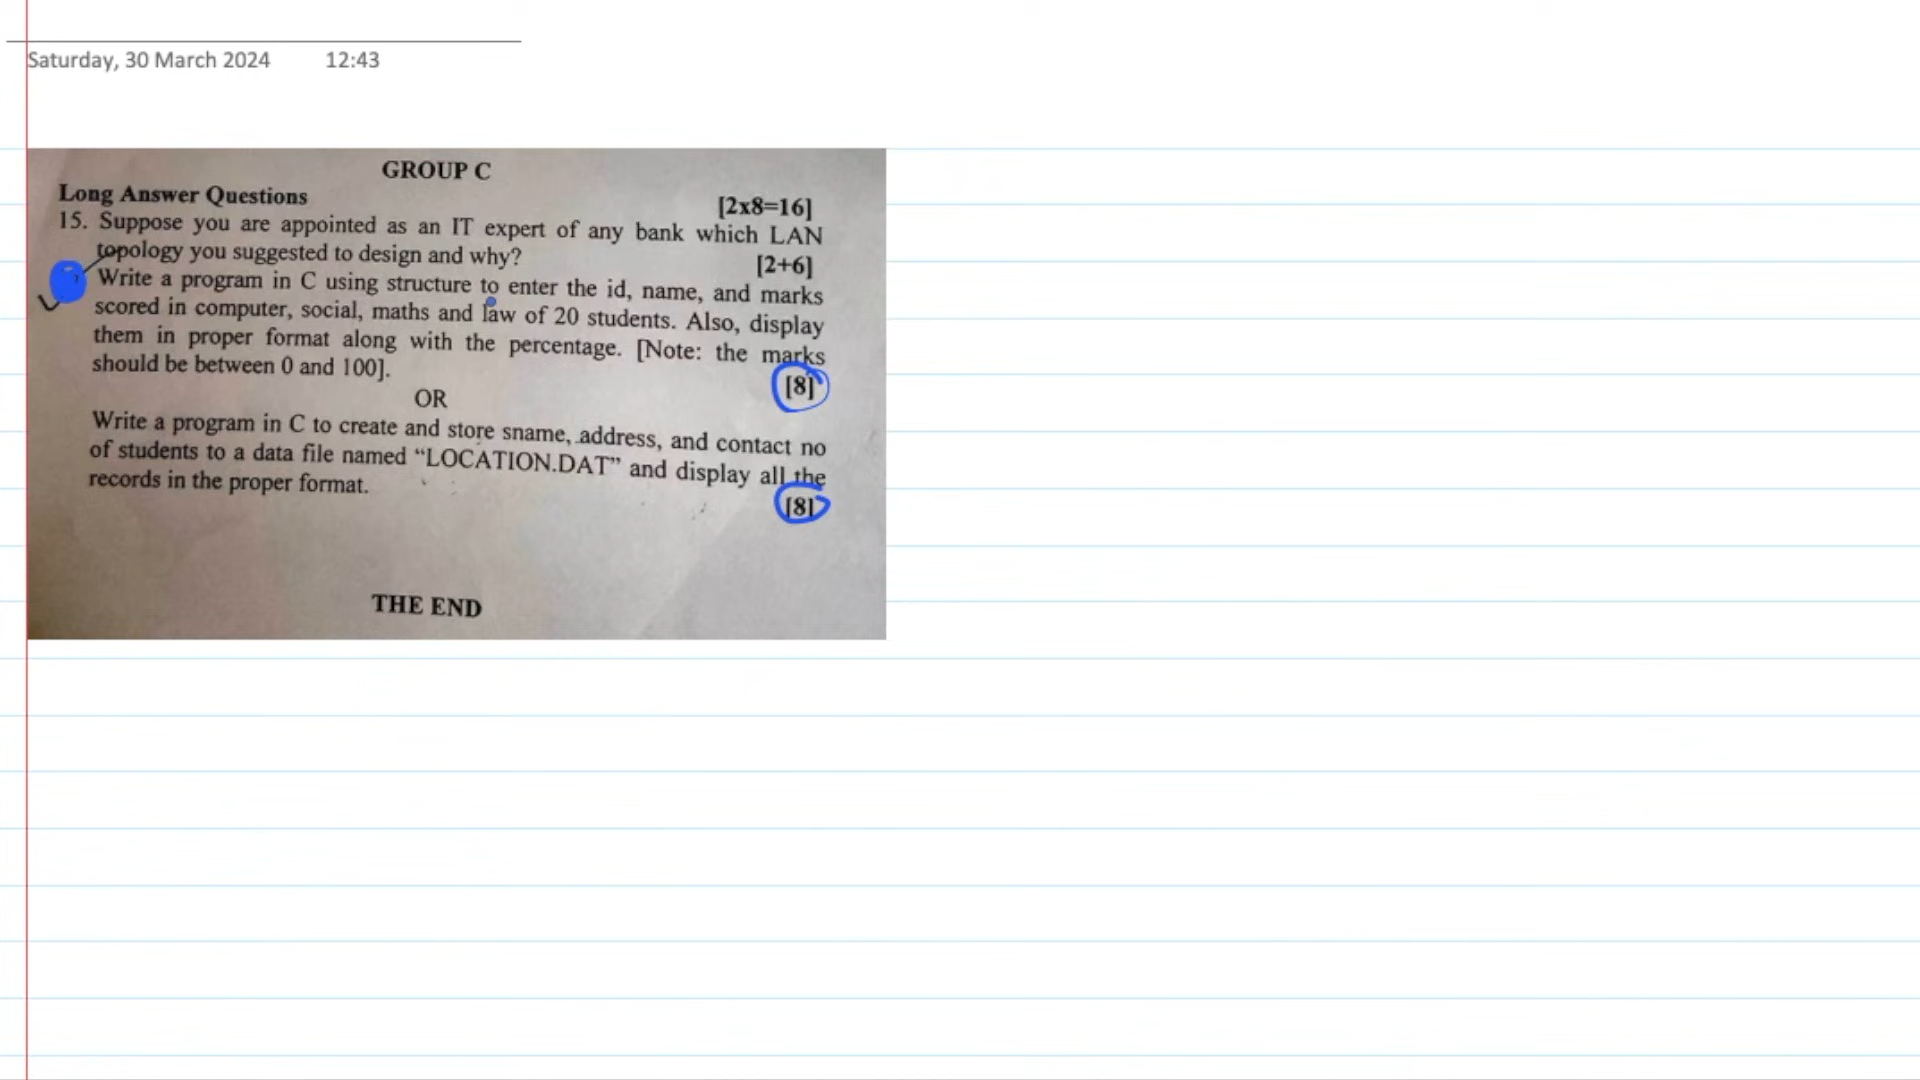 Saturday, 30 March 2024 12:43
GROUP C
Long Answer Questions [2x8=16]
15. Suppose you are appointed as an IT expert of any bank which LAN
topology you suggested to design and why? [2+6]
Write a program in C using structure to enter the id, name, and marks
scored in computer, social, maths and law of 20 students. Also, display
them in proper format along with the percentage. [Note: the marks
should be between 0 and 100]. [8]
OR
Write a program in C to create and store sname, address, and contact no
of students to a data file named “LOCATION.DAT” and display all the
records in the proper format. [8]
THE END